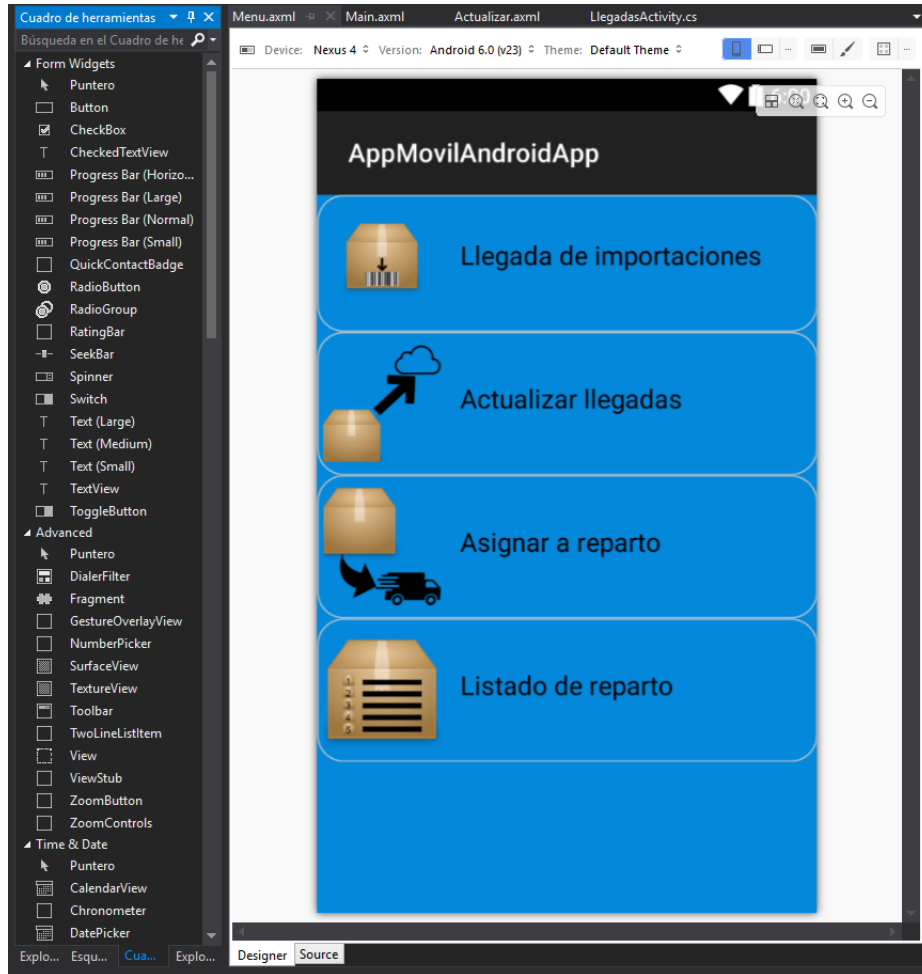 Cuadro de herramientas
Búsqueda en el Cuadro de he
Form Widgets
Puntero
Button
CheckBox
CheckedTextView
Progress Bar (Horizo...
Progress Bar (Large)
Progress Bar (Normal)
Progress Bar (Small)
QuickContactBadge
RadioButton
RadioGroup
RatingBar
SeekBar
Spinner
Switch
Text (Large)
Text (Medium)
Text (Small)
TextView
ToggleButton
Advanced
Puntero
DialerFilter
Fragment
GestureOverlayView
NumberPicker
SurfaceView
TextureView
Toolbar
TwoLineListItem
View
ViewStub
ZoomButton
ZoomControls
Time & Date
Puntero
CalendarView
Chronometer
DatePicker
Explo... Esqu... Cua... Explo...
Menu.axml Main.axml Actualizar.axml LlegadasActivity.cs
Device: Nexus 4 Version: Android 6.0 (v23) Theme: Default Theme
AppMovilAndroidApp
Llegada de importaciones
Actualizar llegadas
Asignar a reparto
1
2
3
4
5
Listado de reparto
Designer Source